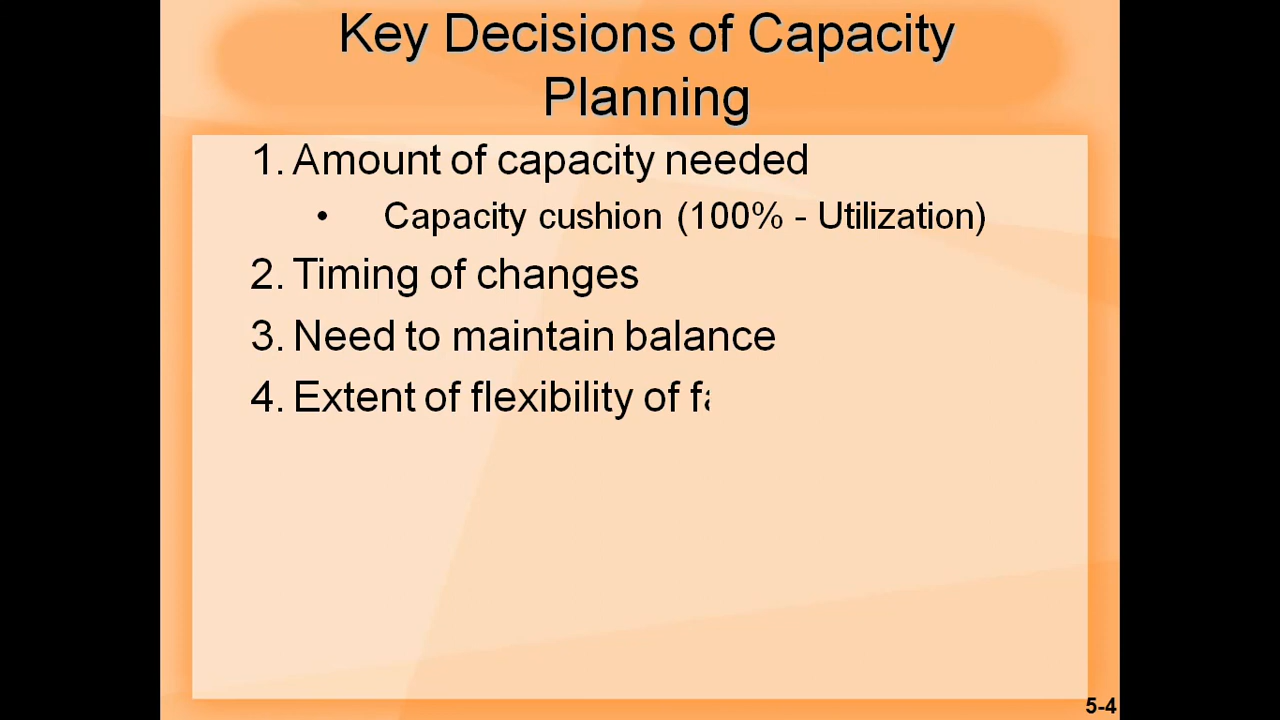 Key Decisions of Capacity
Planning
1. Amount of capacity needed
• Capacity cushion (100% - Utilization)
2. Timing of changes
3. Need to maintain balance
4. Extent of flexibility of
5-4